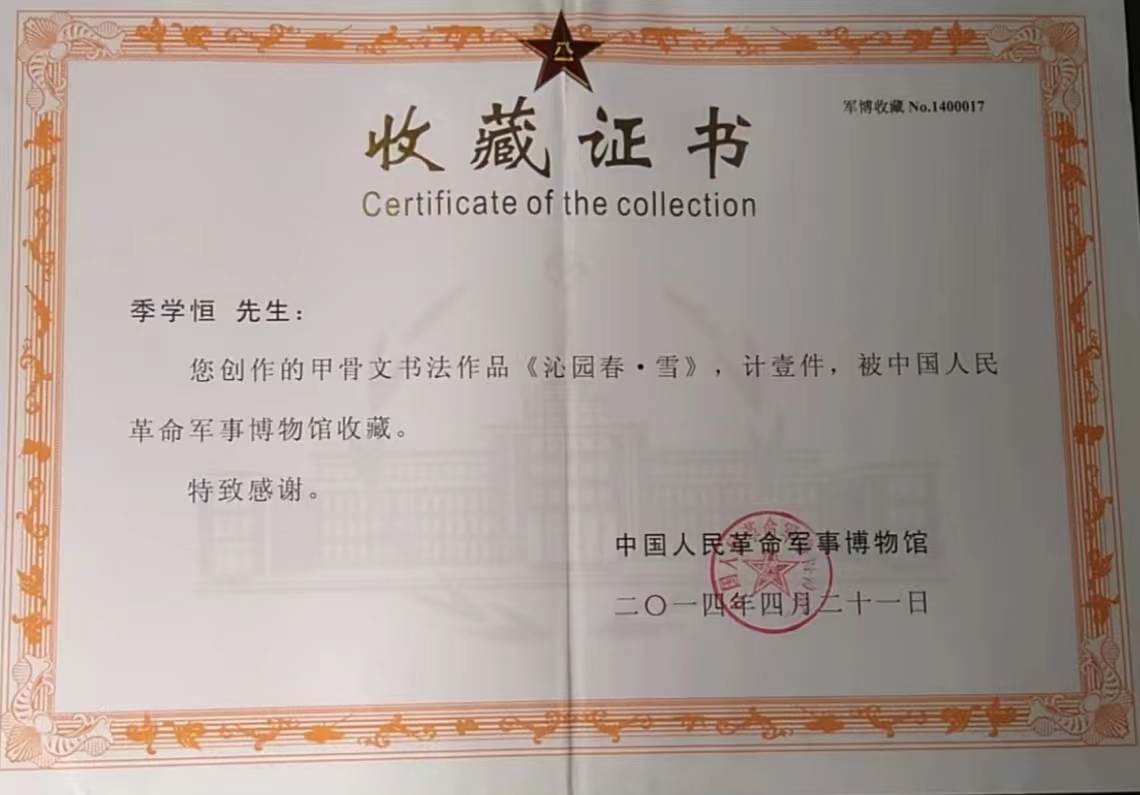 八一
军博收藏 No.1400017
收藏证书
Certificate of the collection
季学恒 先生：
您创作的甲骨文书法作品《沁园春·雪》，计壹件，被中国人民
革命军事博物馆收藏。
特致感谢。
中国人民革命军事博物馆
二〇一四年四月二十一日